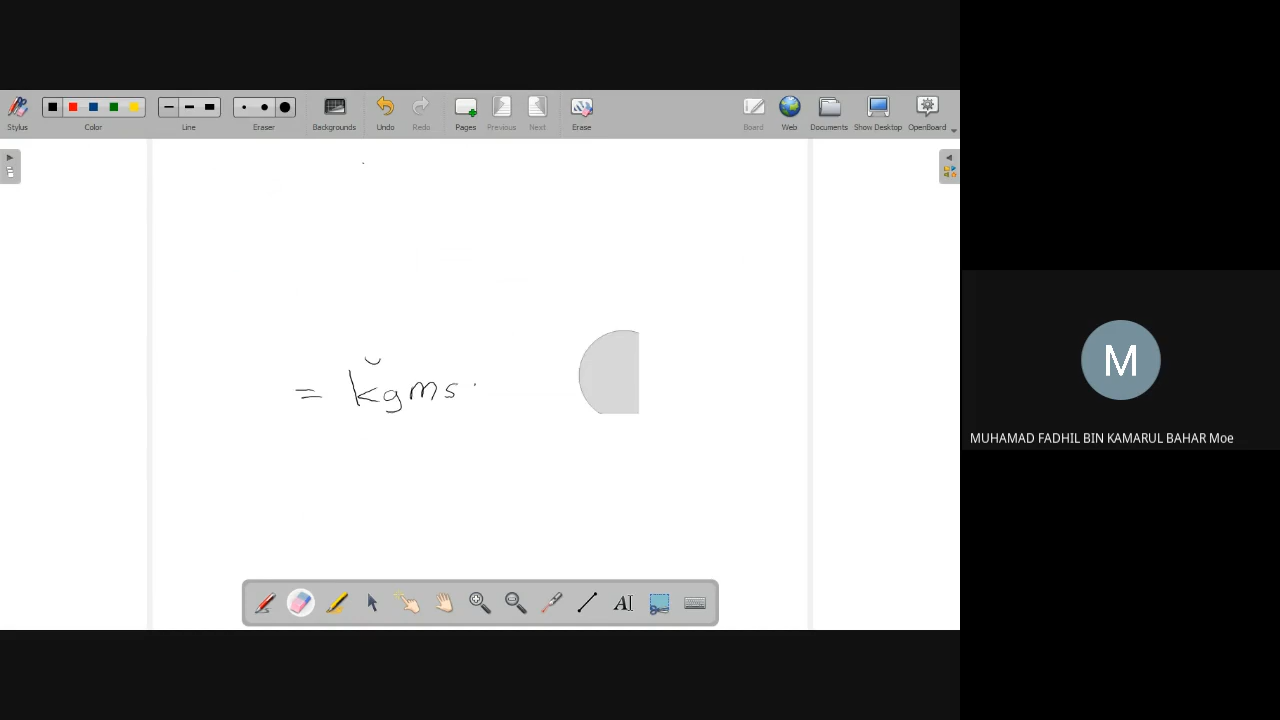 Stylus Color Line Eraser Backgrounds Undo Redo Pages Previous Next Erase Board Web Documents Show Desktop OpenBoard
= kgms
AI
M
MUHAMAD FADHIL BIN KAMARUL BAHAR Moe